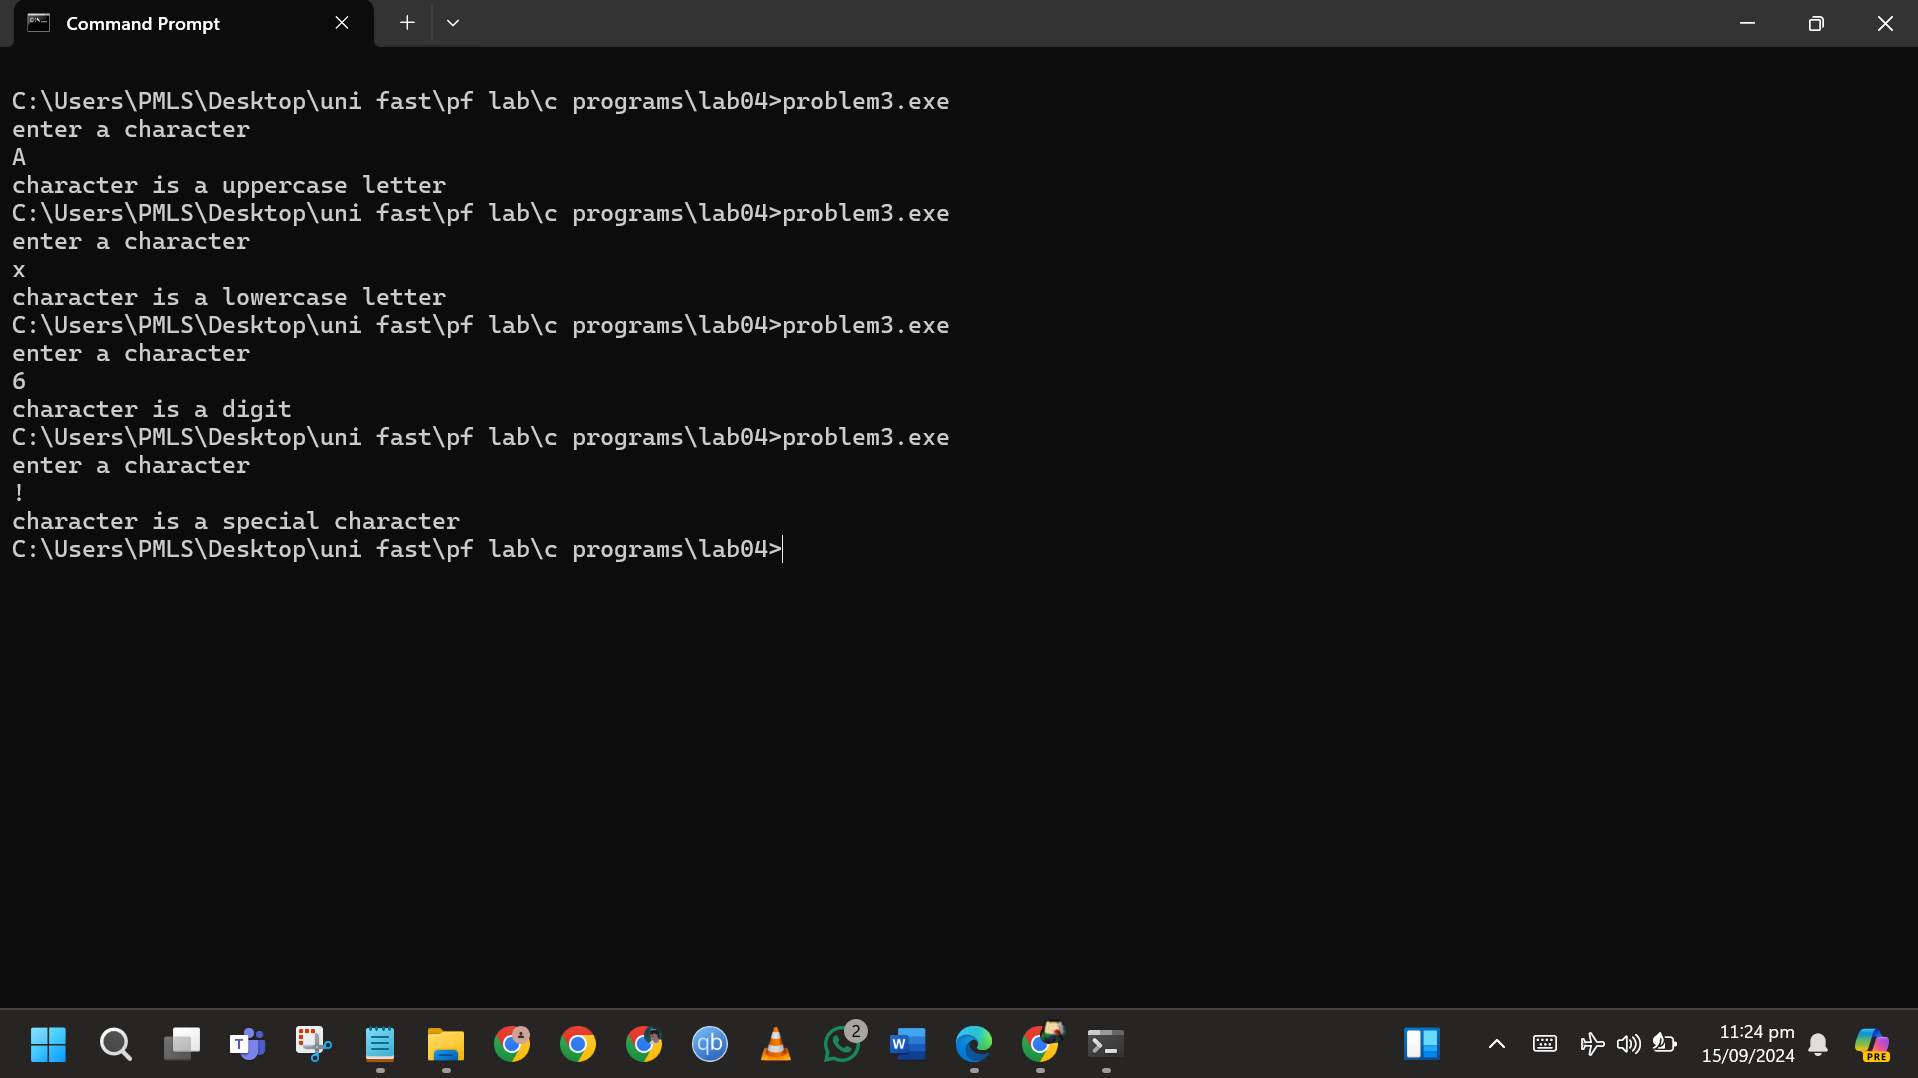 Command Prompt
C:\Users\PMLS\Desktop\uni fast\pf lab\c programs\lab04>problem3.exe
enter a character
A
character is a uppercase letter
C:\Users\PMLS\Desktop\uni fast\pf lab\c programs\lab04>problem3.exe
enter a character
x
character is a lowercase letter
C:\Users\PMLS\Desktop\uni fast\pf lab\c programs\lab04>problem3.exe
enter a character
6
character is a digit
C:\Users\PMLS\Desktop\uni fast\pf lab\c programs\lab04>problem3.exe
enter a character
!
character is a special character
C:\Users\PMLS\Desktop\uni fast\pf lab\c programs\lab04>
T
qb
2
W
11:24 pm
15/09/2024
PRE